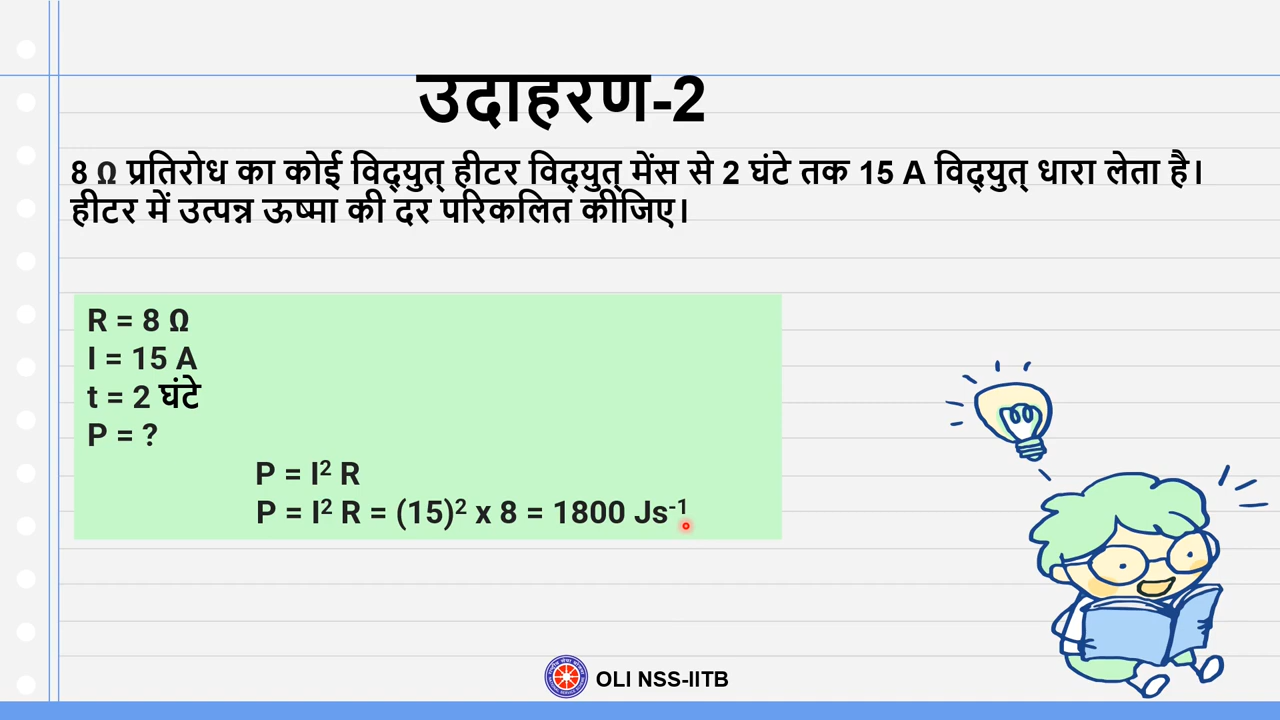 उदाहरण-2
8 Ω प्रतिरोध का कोई विद्युत् हीटर विद्युत् मेंस से 2 घंटे तक 15 A विद्युत् धारा लेता है।
हीटर में उत्पन्न ऊष्मा की दर परिकलित कीजिए।
R = 8 Ω
I = 15 A
t = 2 घंटे
P = ?
P = I² R
P = I² R = (15)² x 8 = 1800 Js⁻¹
OLI NSS-IITB